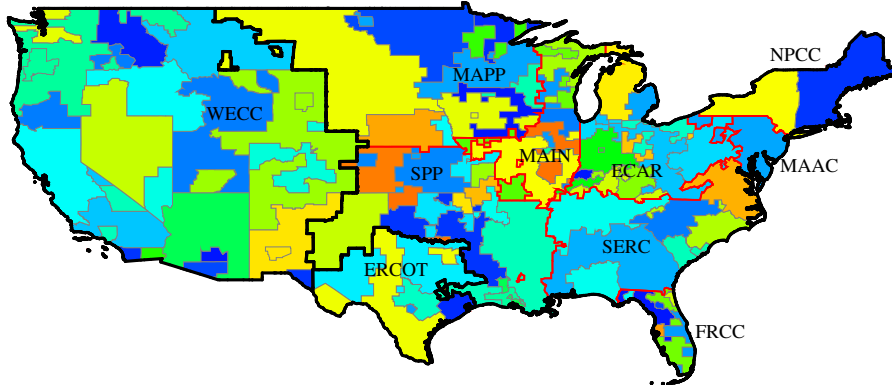 NPCC
MAPP
WECC
MAIN
MAAC
SPP
ECAR
SERC
ERCOT
FRCC